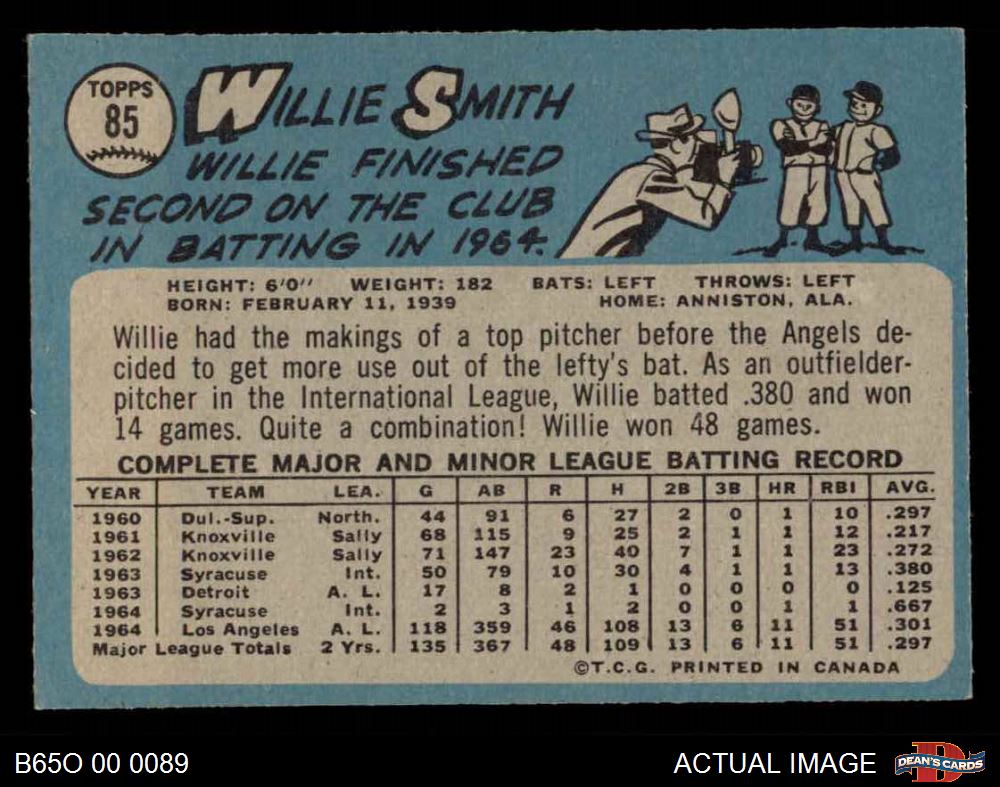 TOPPS
85
WILLIE SMITH
WILLIE FINISHED
SECOND ON THE CLUB
IN BATTING IN 1964.
HEIGHT: 6'0" WEIGHT: 182 BATS: LEFT THROWS: LEFT
BORN: FEBRUARY 11, 1939 HOME: ANNISTON, ALA.
Willie had the makings of a top pitcher before the Angels de-
cided to get more use out of the lefty's bat. As an outfielder-
pitcher in the International League, Willie batted .380 and won
14 games. Quite a combination! Willie won 48 games.
COMPLETE MAJOR AND MINOR LEAGUE BATTING RECORD
YEAR TEAM LEA. G AB R H 2B 3B HR RBI AVG.
1960 Dul.-Sup. North. 44 91 6 27 2 0 1 10 .297
1961 Knoxville Sally 68 115 9 25 2 1 1 12 .217
1962 Knoxville Sally 71 147 23 40 7 1 1 23 .272
1963 Syracuse Int. 50 79 10 30 4 1 1 13 .380
1963 Detroit A. L. 17 8 2 1 0 0 0 0 .125
1964 Syracuse Int. 2 3 1 2 0 0 1 1 .667
1964 Los Angeles A. L. 118 359 46 108 13 6 11 51 .301
Major League Totals 2 Yrs. 135 367 48 109 13 6 11 51 .297
©T.C.G. PRINTED IN CANADA
B65O 00 0089
ACTUAL IMAGE
DEAN'S CARDS